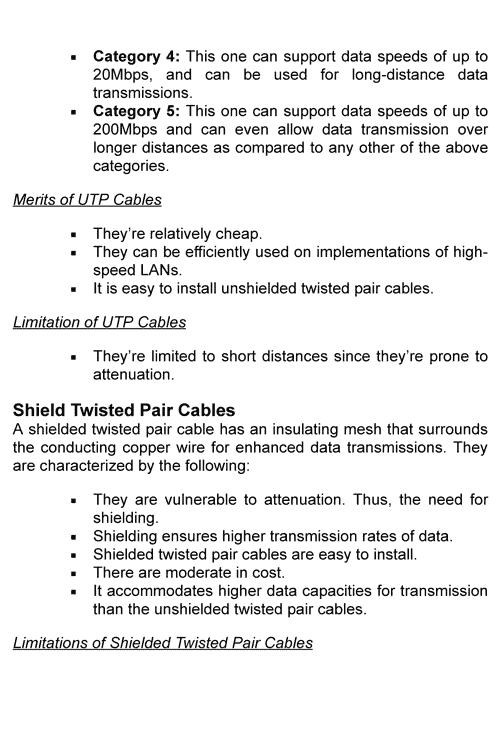 ▪ Category 4: This one can support data speeds of up to
20Mbps, and can be used for long-distance data
transmissions.
▪ Category 5: This one can support data speeds of up to
200Mbps and can even allow data transmission over
longer distances as compared to any other of the above
categories.
Merits of UTP Cables
▪ They’re relatively cheap.
▪ They can be efficiently used on implementations of high-
speed LANs.
▪ It is easy to install unshielded twisted pair cables.
Limitation of UTP Cables
▪ They’re limited to short distances since they’re prone to
attenuation.
Shield Twisted Pair Cables
A shielded twisted pair cable has an insulating mesh that surrounds
the conducting copper wire for enhanced data transmissions. They
are characterized by the following:
▪ They are vulnerable to attenuation. Thus, the need for
shielding.
▪ Shielding ensures higher transmission rates of data.
▪ Shielded twisted pair cables are easy to install.
▪ There are moderate in cost.
▪ It accommodates higher data capacities for transmission
than the unshielded twisted pair cables.
Limitations of Shielded Twisted Pair Cables